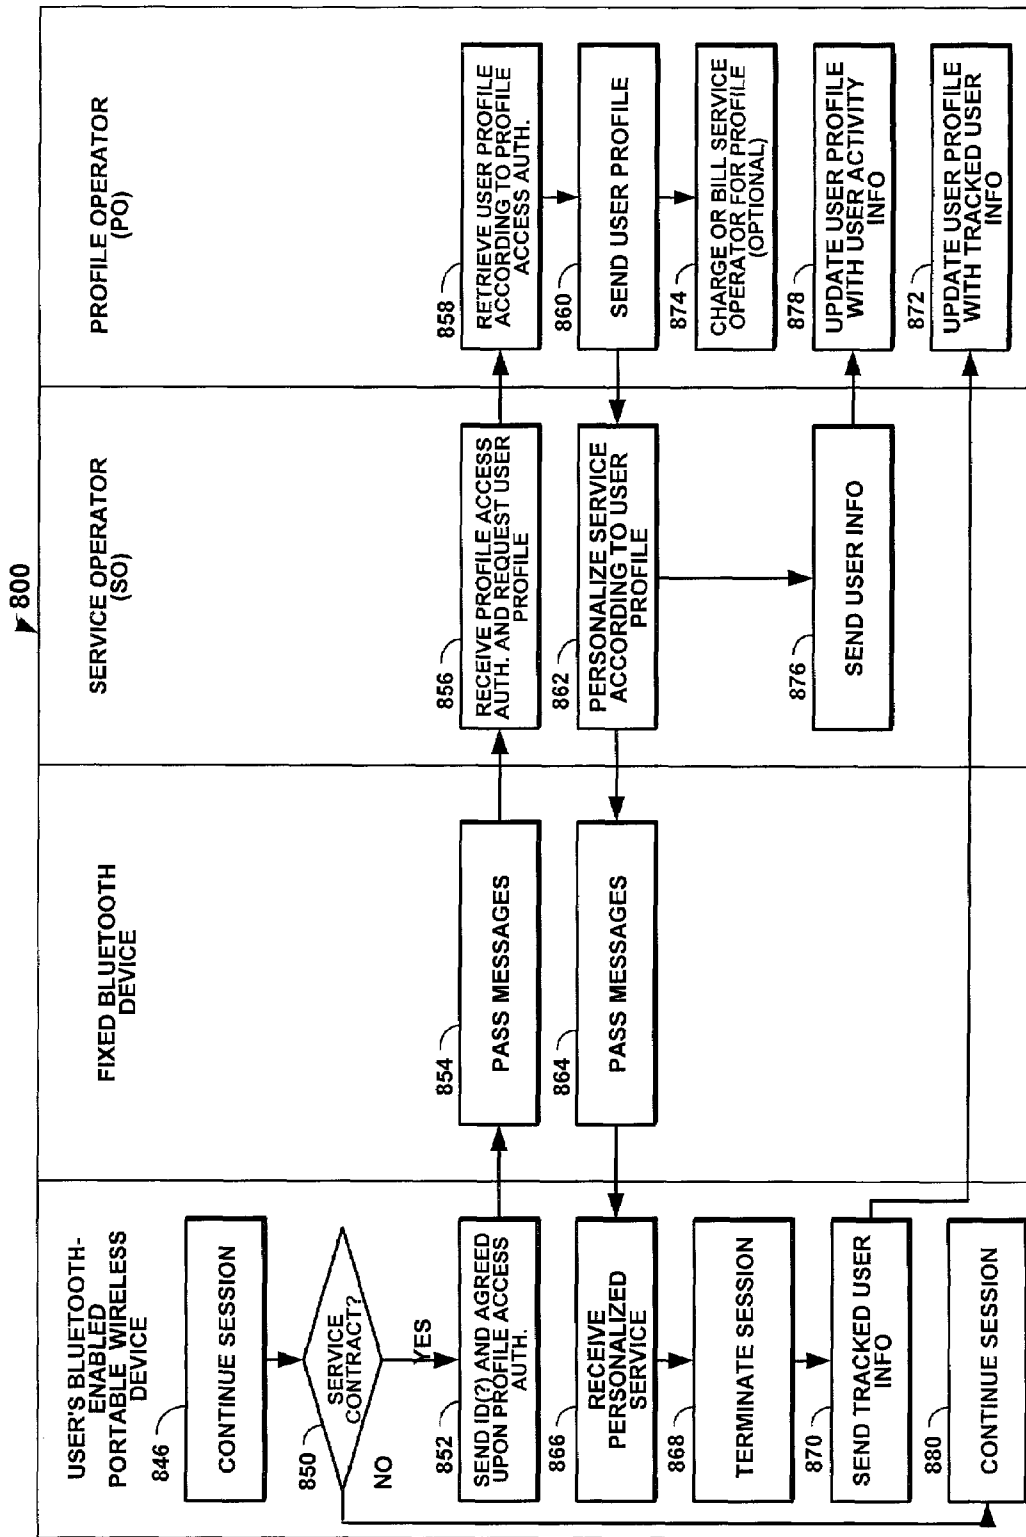 800
USER'S BLUETOOTH-
ENABLED
PORTABLE WIRELESS
DEVICE
FIXED BLUETOOTH
DEVICE
SERVICE OPERATOR
(SO)
PROFILE OPERATOR
(PO)
846
CONTINUE SESSION
850
SERVICE
CONTRACT?
NO
YES
852
SEND ID(?) AND AGREED
UPON PROFILE ACCESS
AUTH.
854
PASS MESSAGES
856
RECEIVE PROFILE ACCESS
AUTH. AND REQUEST USER
PROFILE
858
RETRIEVE USER PROFILE
ACCORDING TO PROFILE
ACCESS AUTH.
860
SEND USER PROFILE
862
PERSONALIZE SERVICE
ACCORDING TO USER
PROFILE
864
PASS MESSAGES
866
RECEIVE
PERSONALIZED
SERVICE
868
TERMINATE SESSION
870
SEND TRACKED USER
INFO
872
UPDATE USER PROFILE
WITH TRACKED USER
INFO
874
CHARGE OR BILL SERVICE
OPERATOR FOR PROFILE
(OPTIONAL)
876
SEND USER INFO
878
UPDATE USER PROFILE
WITH USER ACTIVITY
INFO
880
CONTINUE SESSION